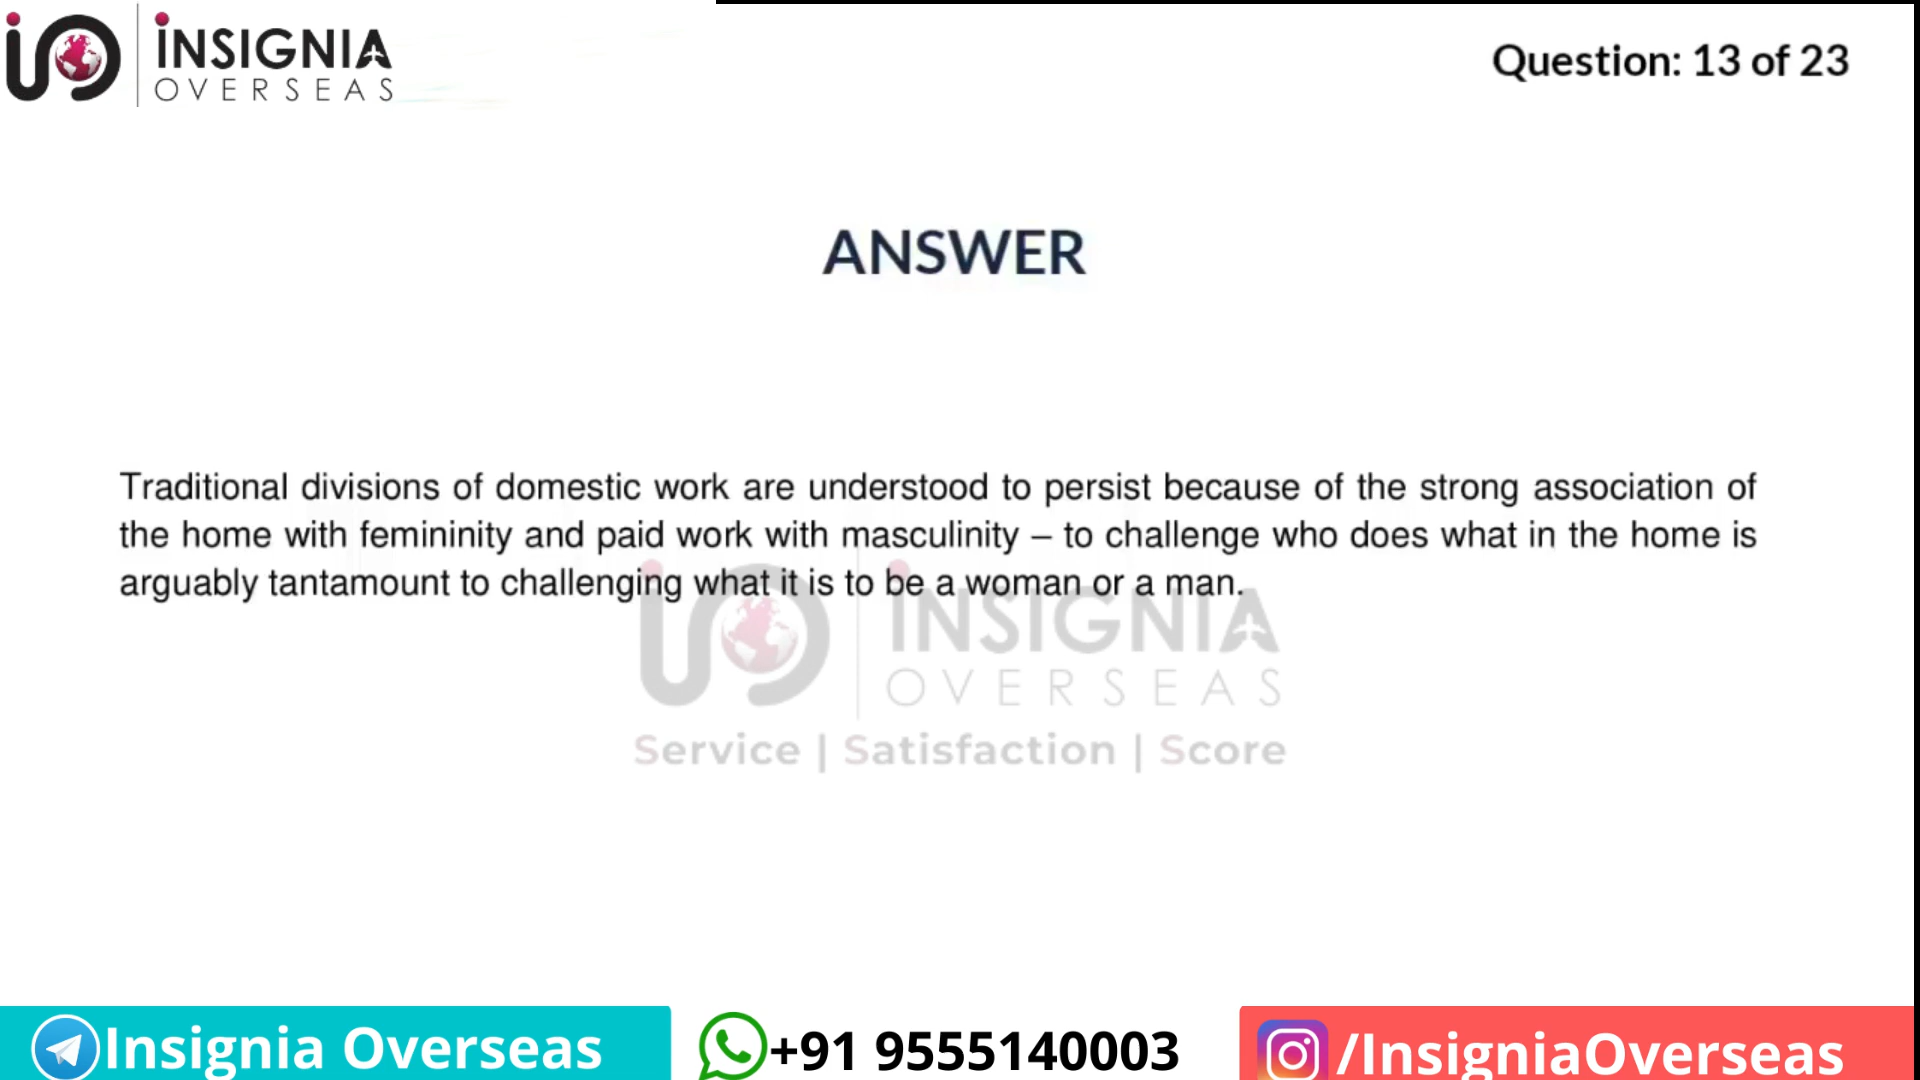 INSIGNIA
OVERSEAS
Question: 13 of 23
ANSWER
Traditional divisions of domestic work are understood to persist because of the strong association of
the home with femininity and paid work with masculinity – to challenge who does what in the home is
arguably tantamount to challenging what it is to be a woman or a man.
INSIGNIA
OVERSEAS
Service | Satisfaction | Score
Insignia Overseas
+91 9555140003
/InsigniaOverseas